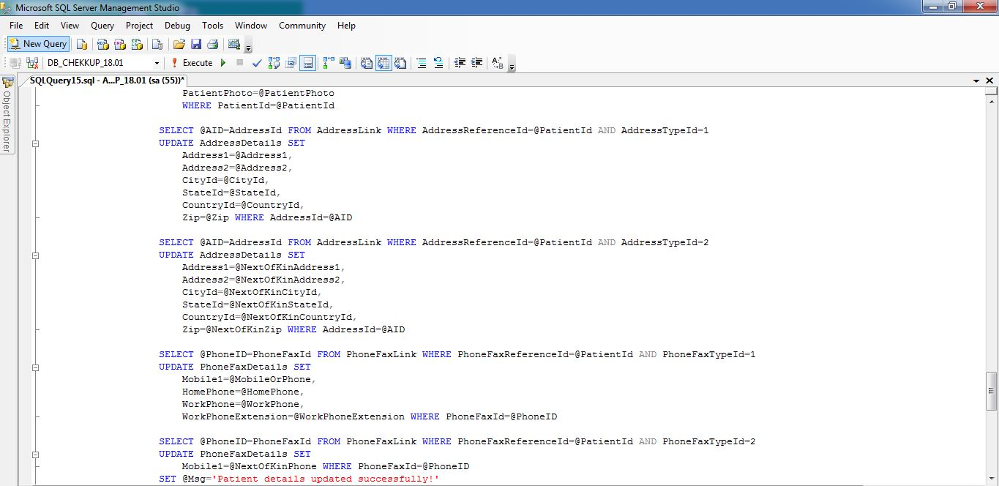 Microsoft SQL Server Management Studio
File Edit View Query Project Debug Tools Window Community Help
New Query
DB_CHEKKUP_18.01 Execute
SQLQuery15.sql - A...P_18.01 (sa (55))*
Object Explorer
PatientPhoto=@PatientPhoto
WHERE PatientId=@PatientId
SELECT @AID=AddressId FROM AddressLink WHERE AddressReferenceId=@PatientId AND AddressTypeId=1
UPDATE AddressDetails SET
Address1=@Address1,
Address2=@Address2,
CityId=@CityId,
StateId=@StateId,
CountryId=@CountryId,
Zip=@Zip WHERE AddressId=@AID
SELECT @AID=AddressId FROM AddressLink WHERE AddressReferenceId=@PatientId AND AddressTypeId=2
UPDATE AddressDetails SET
Address1=@NextOfKinAddress1,
Address2=@NextOfKinAddress2,
CityId=@NextOfKinCityId,
StateId=@NextOfKinStateId,
CountryId=@NextOfKinCountryId,
Zip=@NextOfKinZip WHERE AddressId=@AID
SELECT @PhoneID=PhoneFaxId FROM PhoneFaxLink WHERE PhoneFaxReferenceId=@PatientId AND PhoneFaxTypeId=1
UPDATE PhoneFaxDetails SET
Mobile1=@MobileOrPhone,
HomePhone=@HomePhone,
WorkPhone=@WorkPhone,
WorkPhoneExtension=@WorkPhoneExtension WHERE PhoneFaxId=@PhoneID
SELECT @PhoneID=PhoneFaxId FROM PhoneFaxLink WHERE PhoneFaxReferenceId=@PatientId AND PhoneFaxTypeId=2
UPDATE PhoneFaxDetails SET
Mobile1=@NextOfKinPhone WHERE PhoneFaxId=@PhoneID
SET @Msg='Patient details updated successfully!'